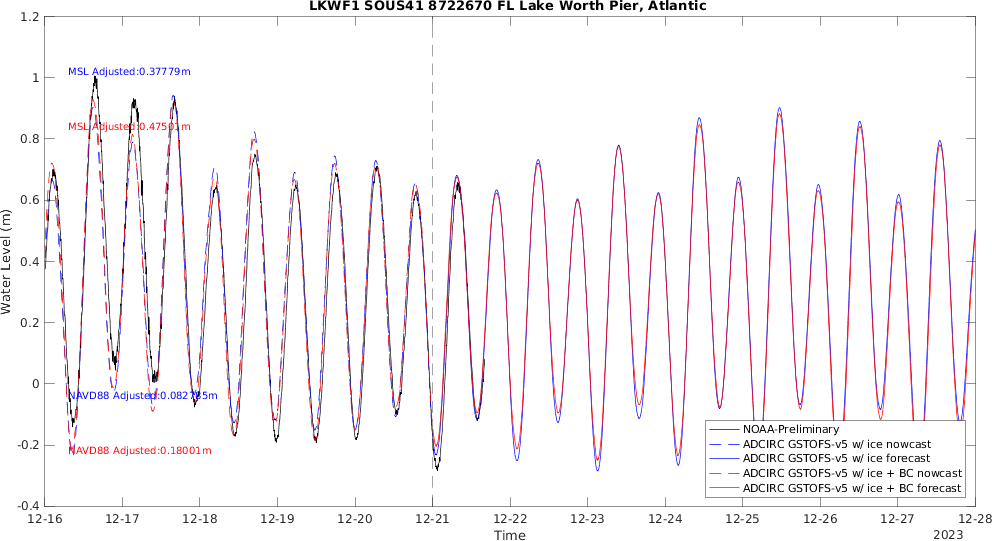 LKWF1 SOUS41 8722670 FL Lake Worth Pier, Atlantic
1.2
1
0.8
0.6
0.4
0.2
0
-0.2
-0.4
Water Level (m)
MSL Adjusted:0.37779m
MSL Adjusted:0.47501m
NAVD88 Adjusted:0.082785m
NAVD88 Adjusted:0.18001m
NOAA-Preliminary
ADCIRC GSTOFS-v5 w/ ice nowcast
ADCIRC GSTOFS-v5 w/ ice forecast
ADCIRC GSTOFS-v5 w/ ice + BC nowcast
ADCIRC GSTOFS-v5 w/ ice + BC forecast
12-16 12-17 12-18 12-19 12-20 12-21 12-22 12-23 12-24 12-25 12-26 12-27 12-28
Time
2023